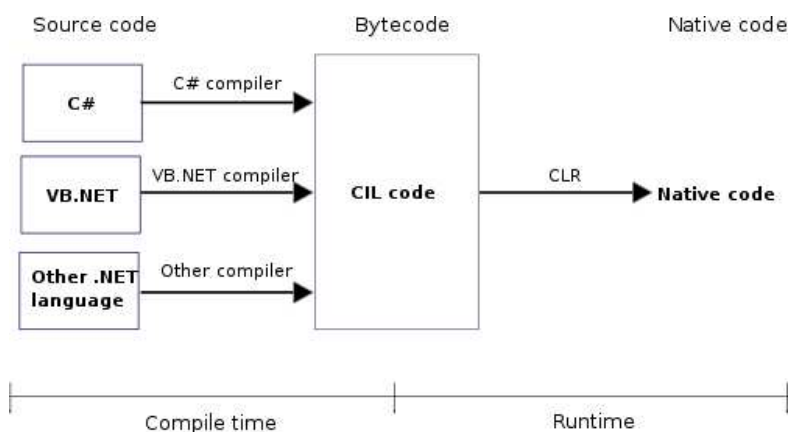 Source code
Bytecode
Native code
C#
C# compiler
VB.NET
VB.NET compiler
CIL code
CLR
Native code
Other .NET
language
Other compiler
Compile time
Runtime